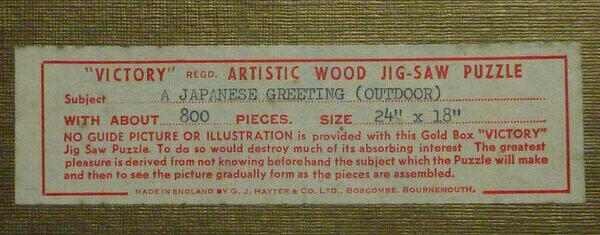 "VICTORY" REGD. ARTISTIC WOOD JIG-SAW PUZZLE
Subject A JAPANESE GREETING (OUTDOOR)
WITH ABOUT 800 PIECES. SIZE 24" x 18"
NO GUIDE PICTURE OR ILLUSTRATION is provided with this Gold Box "VICTORY"
Jig Saw Puzzle. To do so would destroy much of its absorbing interest The greatest
pleasure is derived from not knowing beforehand the subject which the Puzzle will make
and then to see the picture gradually form as the pieces are assembled.
MADE IN ENGLAND BY G. J. HAYTER & CO. LTD., BOSCOMBE, BOURNEMOUTH.